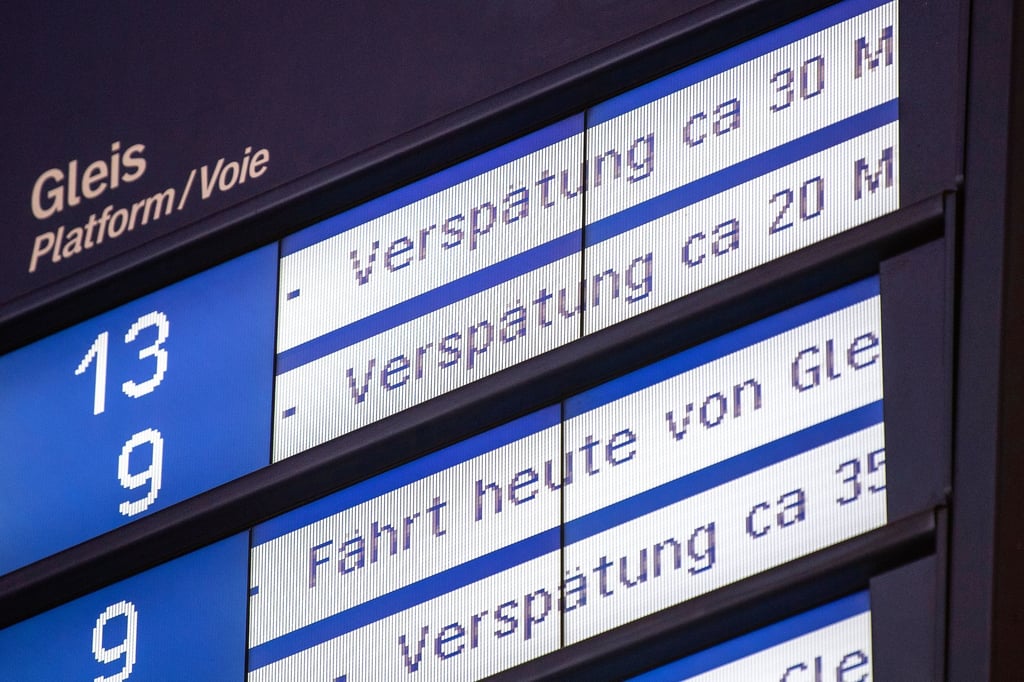 Gleis
Platform/Voie
13
- Verspätung ca 30 M
9
- Verspätung ca 20 M
9
- Fährt heute von Gle
- Verspätung ca 35
Gle